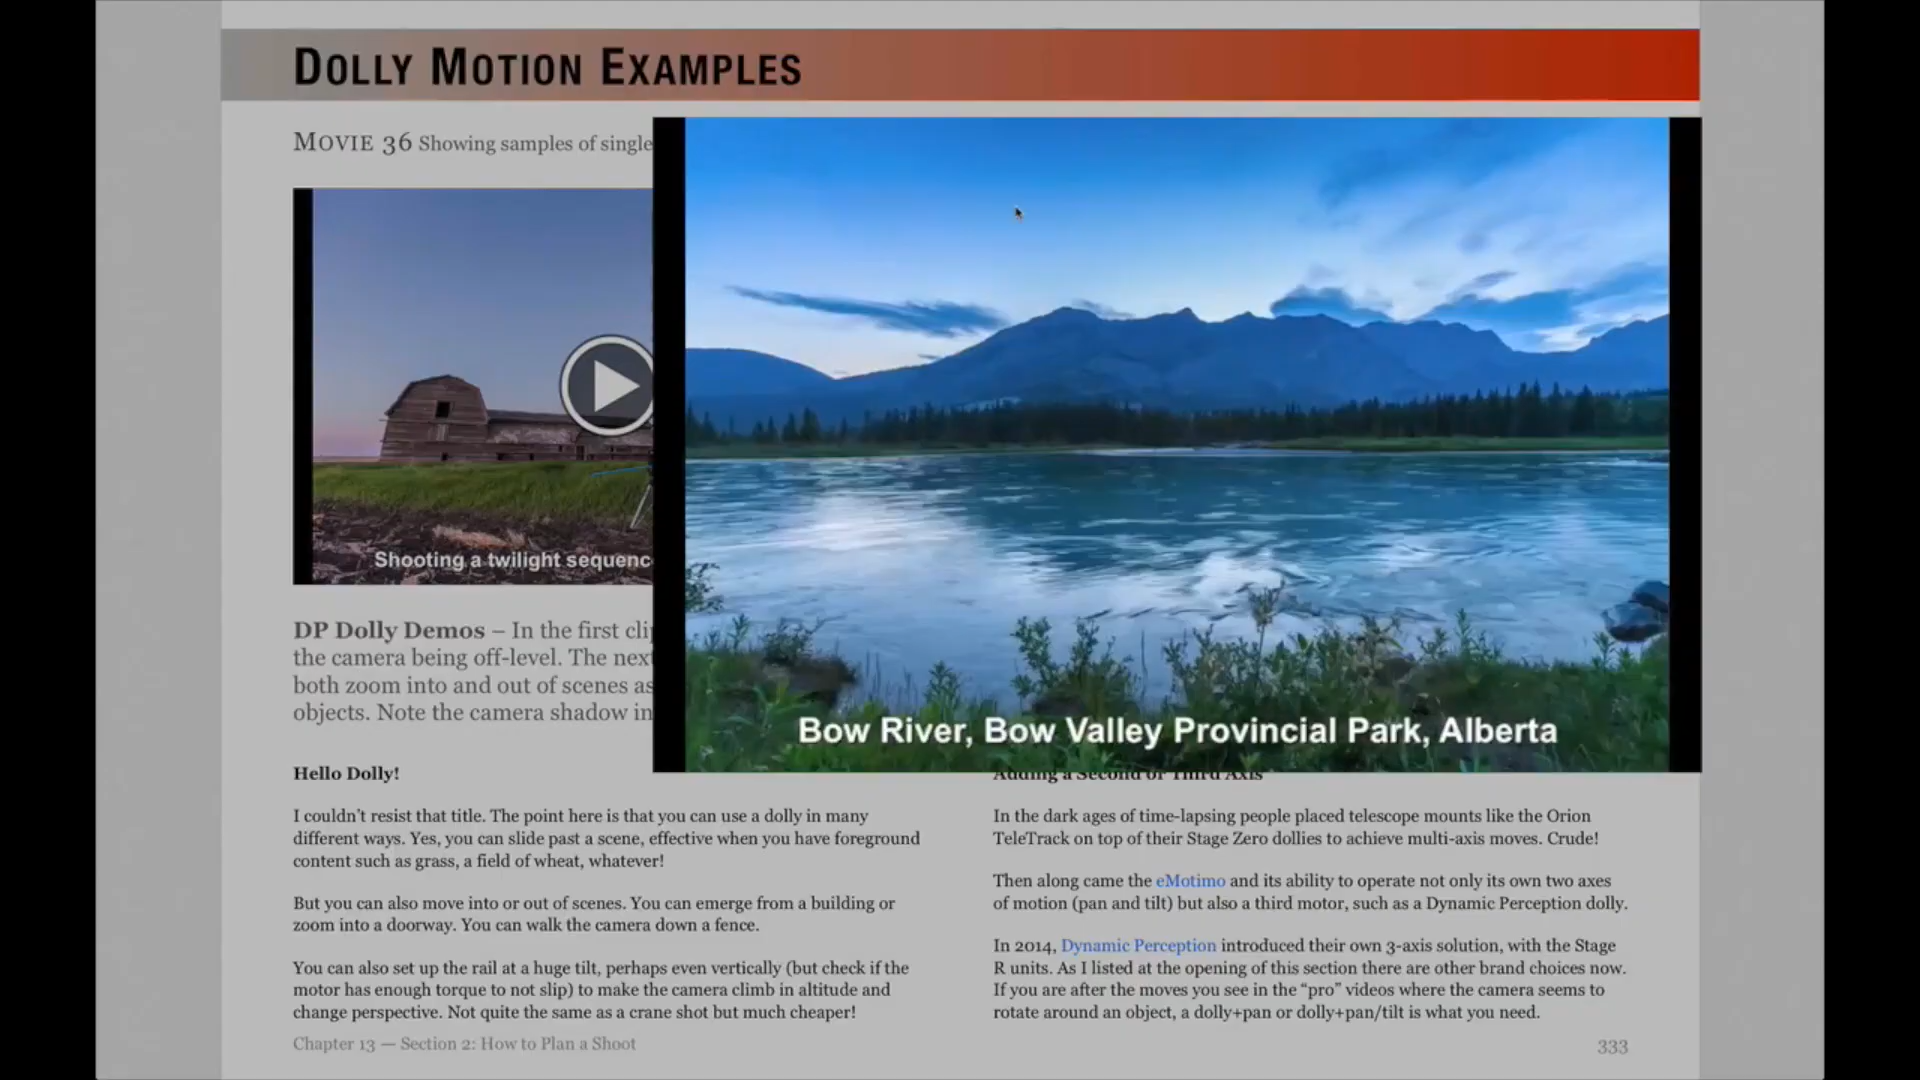 DOLLY MOTION EXAMPLES
MOVIE 36 Showing samples of single
Shooting a twilight sequenc
Bow River, Bow Valley Provincial Park, Alberta
DP Dolly Demos – In the first cli
the camera being off-level. The next
both zoom into and out of scenes as
objects. Note the camera shadow in
Hello Dolly!
I couldn't resist that title. The point here is that you can use a dolly in many
different ways. Yes, you can slide past a scene, effective when you have foreground
content such as grass, a field of wheat, whatever!
But you can also move into or out of scenes. You can emerge from a building or
zoom into a doorway. You can walk the camera down a fence.
You can also set up the rail at a huge tilt, perhaps even vertically (but check if the
motor has enough torque to not slip) to make the camera climb in altitude and
change perspective. Not quite the same as a crane shot but much cheaper!
Adding a Second or Third Axis
In the dark ages of time-lapsing people placed telescope mounts like the Orion
TeleTrack on top of their Stage Zero dollies to achieve multi-axis moves. Crude!
Then along came the eMotimo and its ability to operate not only its own two axes
of motion (pan and tilt) but also a third motor, such as a Dynamic Perception dolly.
In 2014, Dynamic Perception introduced their own 3-axis solution, with the Stage
R units. As I listed at the opening of this section there are other brand choices now.
If you are after the moves you see in the “pro” videos where the camera seems to
rotate around an object, a dolly+pan or dolly+pan/tilt is what you need.
Chapter 13 — Section 2: How to Plan a Shoot
333